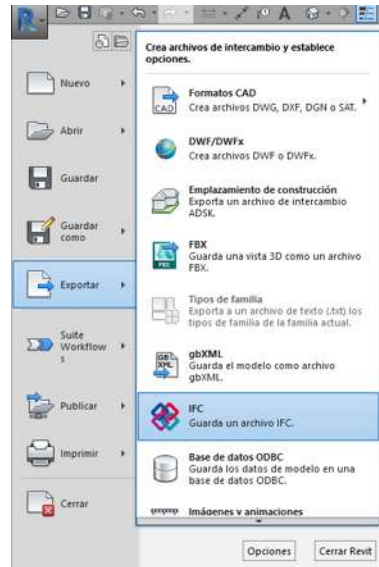 Crea archivos de intercambio y establece
opciones.
Nuevo
Abrir
Guardar
Guardar
como
Exportar
Suite
Workflow
s
Publicar
Imprimir
Cerrar
Formatos CAD
Crea archivos DWG, DXF, DGN o SAT.
DWF/DWFx
Crea archivos DWF o DWFx.
Emplazamiento de construcción
Exporta un archivo de intercambio
ADSK.
FBX
Guarda una vista 3D como un archivo
FBX.
Tipos de familia
Exporta a un archivo de texto (.txt) los
tipos de familia de la familia actual.
gbXML
Guarda el modelo como archivo
gbXML.
IFC
Guarda un archivo IFC.
Base de datos ODBC
Guarda los datos de modelo en una
base de datos ODBC.
Imágenes y animaciones
Opciones
Cerrar Revit